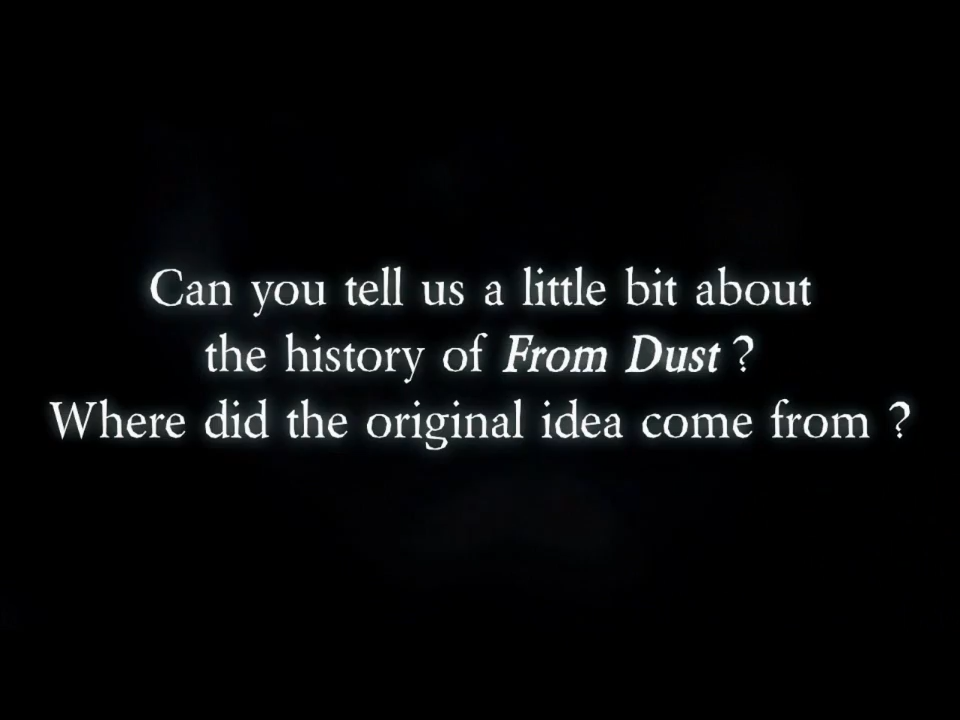 Can you tell us a little bit about
the history of From Dust ?
Where did the original idea come from ?